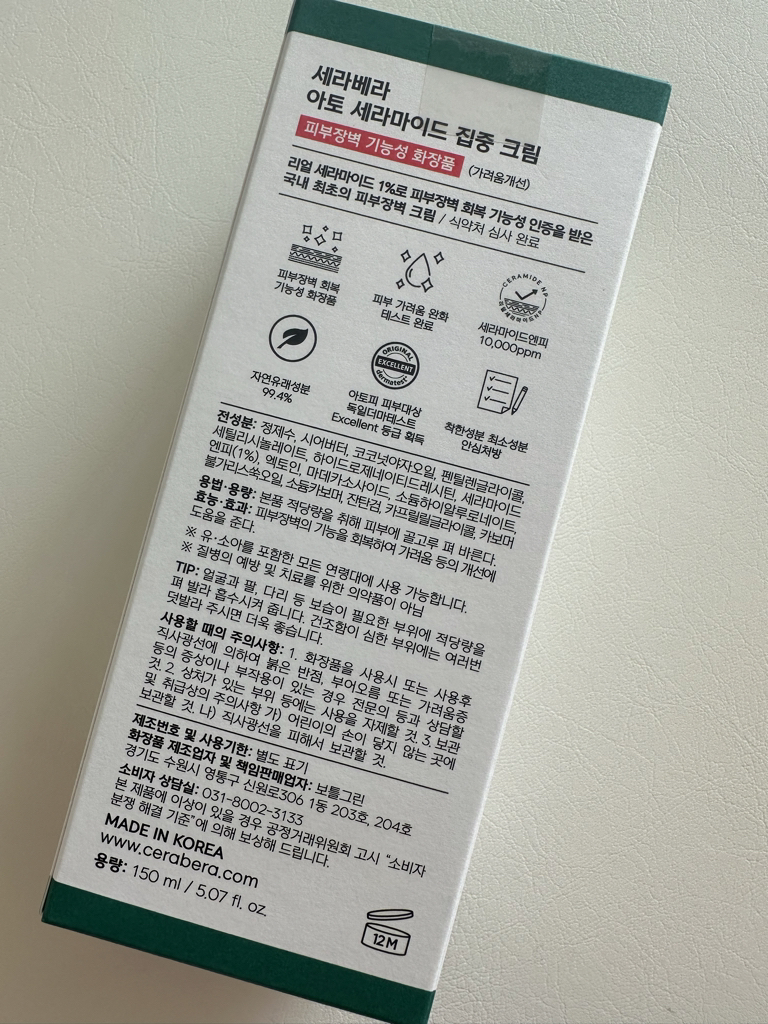 세라베라
아토 세라마이드 집중 크림
피부장벽 기능성 화장품 (가려움개선)
리얼 세라마이드 1%로 피부장벽 회복 기능성 인증을 받은
국내 최초의 피부장벽 크림 / 식약처 심사 완료
피부장벽 회복
기능성 화장품
피부 가려움 완화
테스트 완료
CERAMIDE NP
세라마이드엔피
10,000ppm
자연유래성분
99.4%
ORIGINAL
EXCELLENT
dermatest
아토피 피부대상
독일더마테스트
Excellent 등급 획득
착한성분 최소성분
안심처방
전성분: 정제수, 시어버터, 코코넛야자오일, 펜틸렌글라이콜,
세틸리시놀레이트, 하이드로제네이티드레시틴, 세라마이드
엔피(1%), 엑토인, 마데카소사이드, 소듐하이알루로네이트,
불가리스쑥오일, 소듐카보머, 잔탄검, 카프릴릴글라이콜, 카보머
용법·용량: 본품 적당량을 취해 피부에 골고루 펴 바른다.
효능·효과: 피부장벽의 기능을 회복하여 가려움 등의 개선에
도움을 준다.
※ 유·소아를 포함한 모든 연령대에 사용 가능합니다.
※ 질병의 예방 및 치료를 위한 의약품이 아님
TIP: 얼굴과 팔, 다리 등 보습이 필요한 부위에 적당량을
펴 발라 흡수시켜 줍니다. 건조함이 심한 부위에는 여러번
덧발라 주시면 더욱 좋습니다.
사용할 때의 주의사항: 1. 화장품을 사용시 또는 사용후
직사광선에 의하여 붉은 반점, 부어오름 또는 가려움증
등의 증상이나 부작용이 있는 경우 전문의 등과 상담할
것. 2. 상처가 있는 부위 등에는 사용을 자제할 것. 3. 보관
및 취급상의 주의사항 가) 어린이의 손이 닿지 않는 곳에
보관할 것. 나) 직사광선을 피해서 보관할 것.
제조번호 및 사용기한: 별도 표기
화장품 제조업자 및 책임판매업자: 보틀그린
경기도 수원시 영통구 신원로306 1동 203호, 204호
소비자 상담실: 031-8002-3133
본 제품에 이상이 있을 경우 공정거래위원회 고시 “소비자
분쟁 해결 기준”에 의해 보상해 드립니다.
MADE IN KOREA
www.cerabera.com
용량: 150 ml / 5.07 fl. oz.
12M